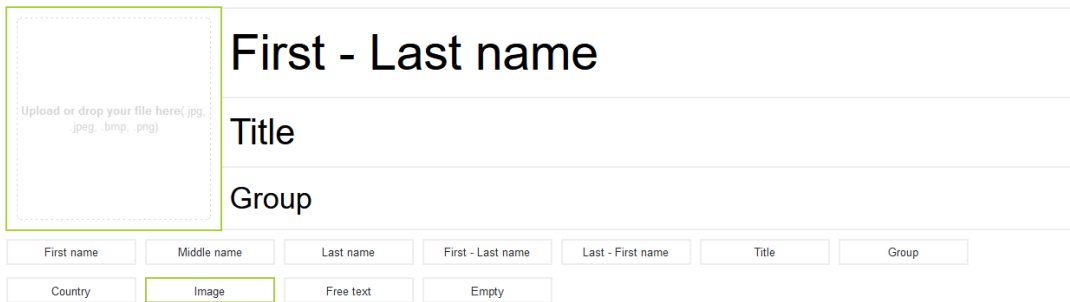 First - Last name
Upload or drop your file here(.jpg,
.jpeg, .bmp, .png)
Title
Group
First name
Middle name
Last name
First - Last name
Last - First name
Title
Group
Country
Image
Free text
Empty